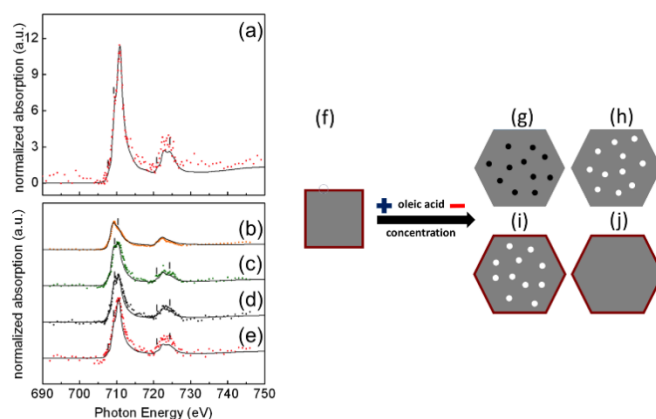 normalized absorption (a.u.)
12
9
6
3
0
(a)
normalized absorption (a.u.)
(b)
(c)
(d)
(e)
690 700 710 720 730 740 750
Photon Energy (eV)
(f)
+ oleic acid −
concentration
(g)
(h)
(i)
(j)